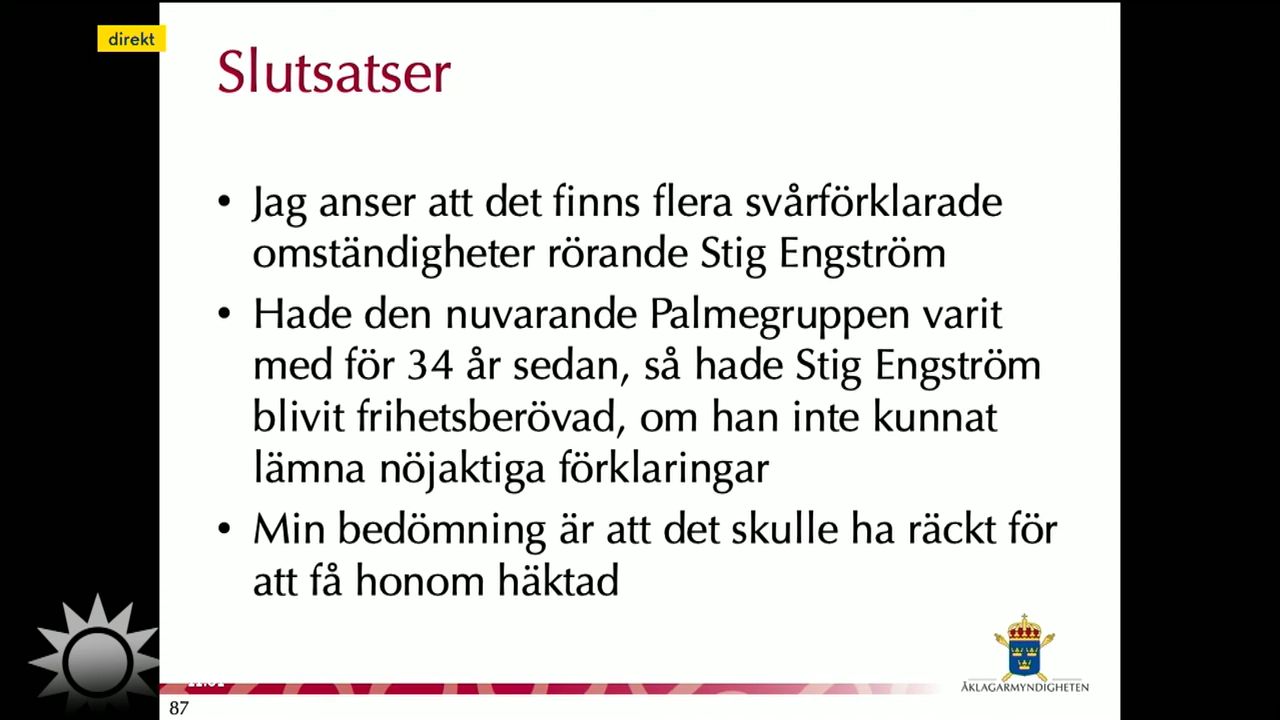 direkt
Slutsatser
• Jag anser att det finns flera svårförklarade
omständigheter rörande Stig Engström
• Hade den nuvarande Palmegruppen varit
med för 34 år sedan, så hade Stig Engström
blivit frihetsberövad, om han inte kunnat
lämna nöjaktiga förklaringar
• Min bedömning är att det skulle ha räckt för
att få honom häktad
ÅKLAGARMYNDIGHETEN
87